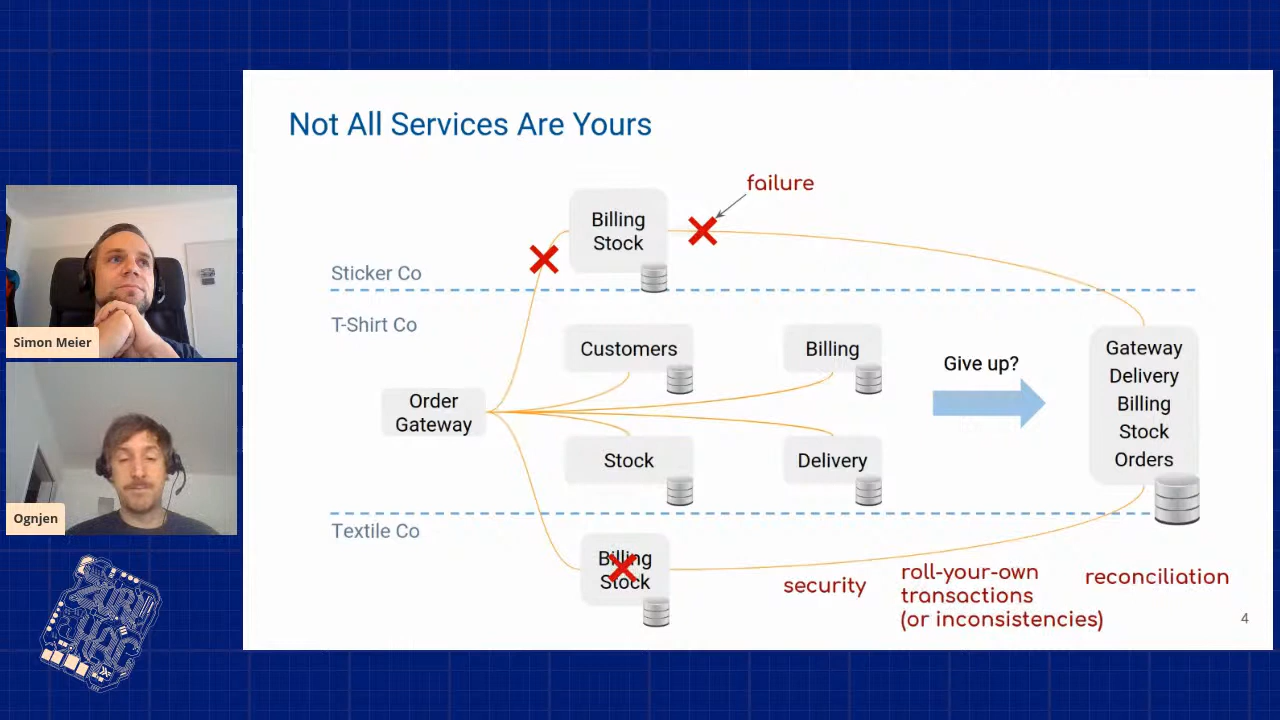 Not All Services Are Yours
failure
Billing
Stock
Sticker Co
T-Shirt Co
Customers
Billing
Give up?
Gateway
Delivery
Billing
Stock
Orders
Order
Gateway
Stock
Delivery
Textile Co
Billing
Stock
security
roll-your-own
transactions
(or inconsistencies)
reconciliation
4
Simon Meier
Ognjen
ZURI
HAC